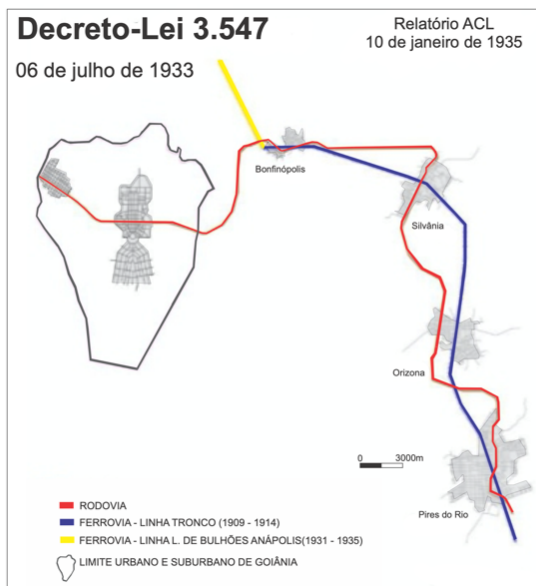 Decreto-Lei 3.547
06 de julho de 1933
Relatório ACL
10 de janeiro de 1935
Bonfinópolis
Silvânia
Orizona
0 3000m
Pires do Rio
RODOVIA
FERROVIA - LINHA TRONCO (1909 - 1914)
FERROVIA - LINHA L. DE BULHÕES ANÁPOLIS(1931 - 1935)
LIMITE URBANO E SUBURBANO DE GOIÂNIA